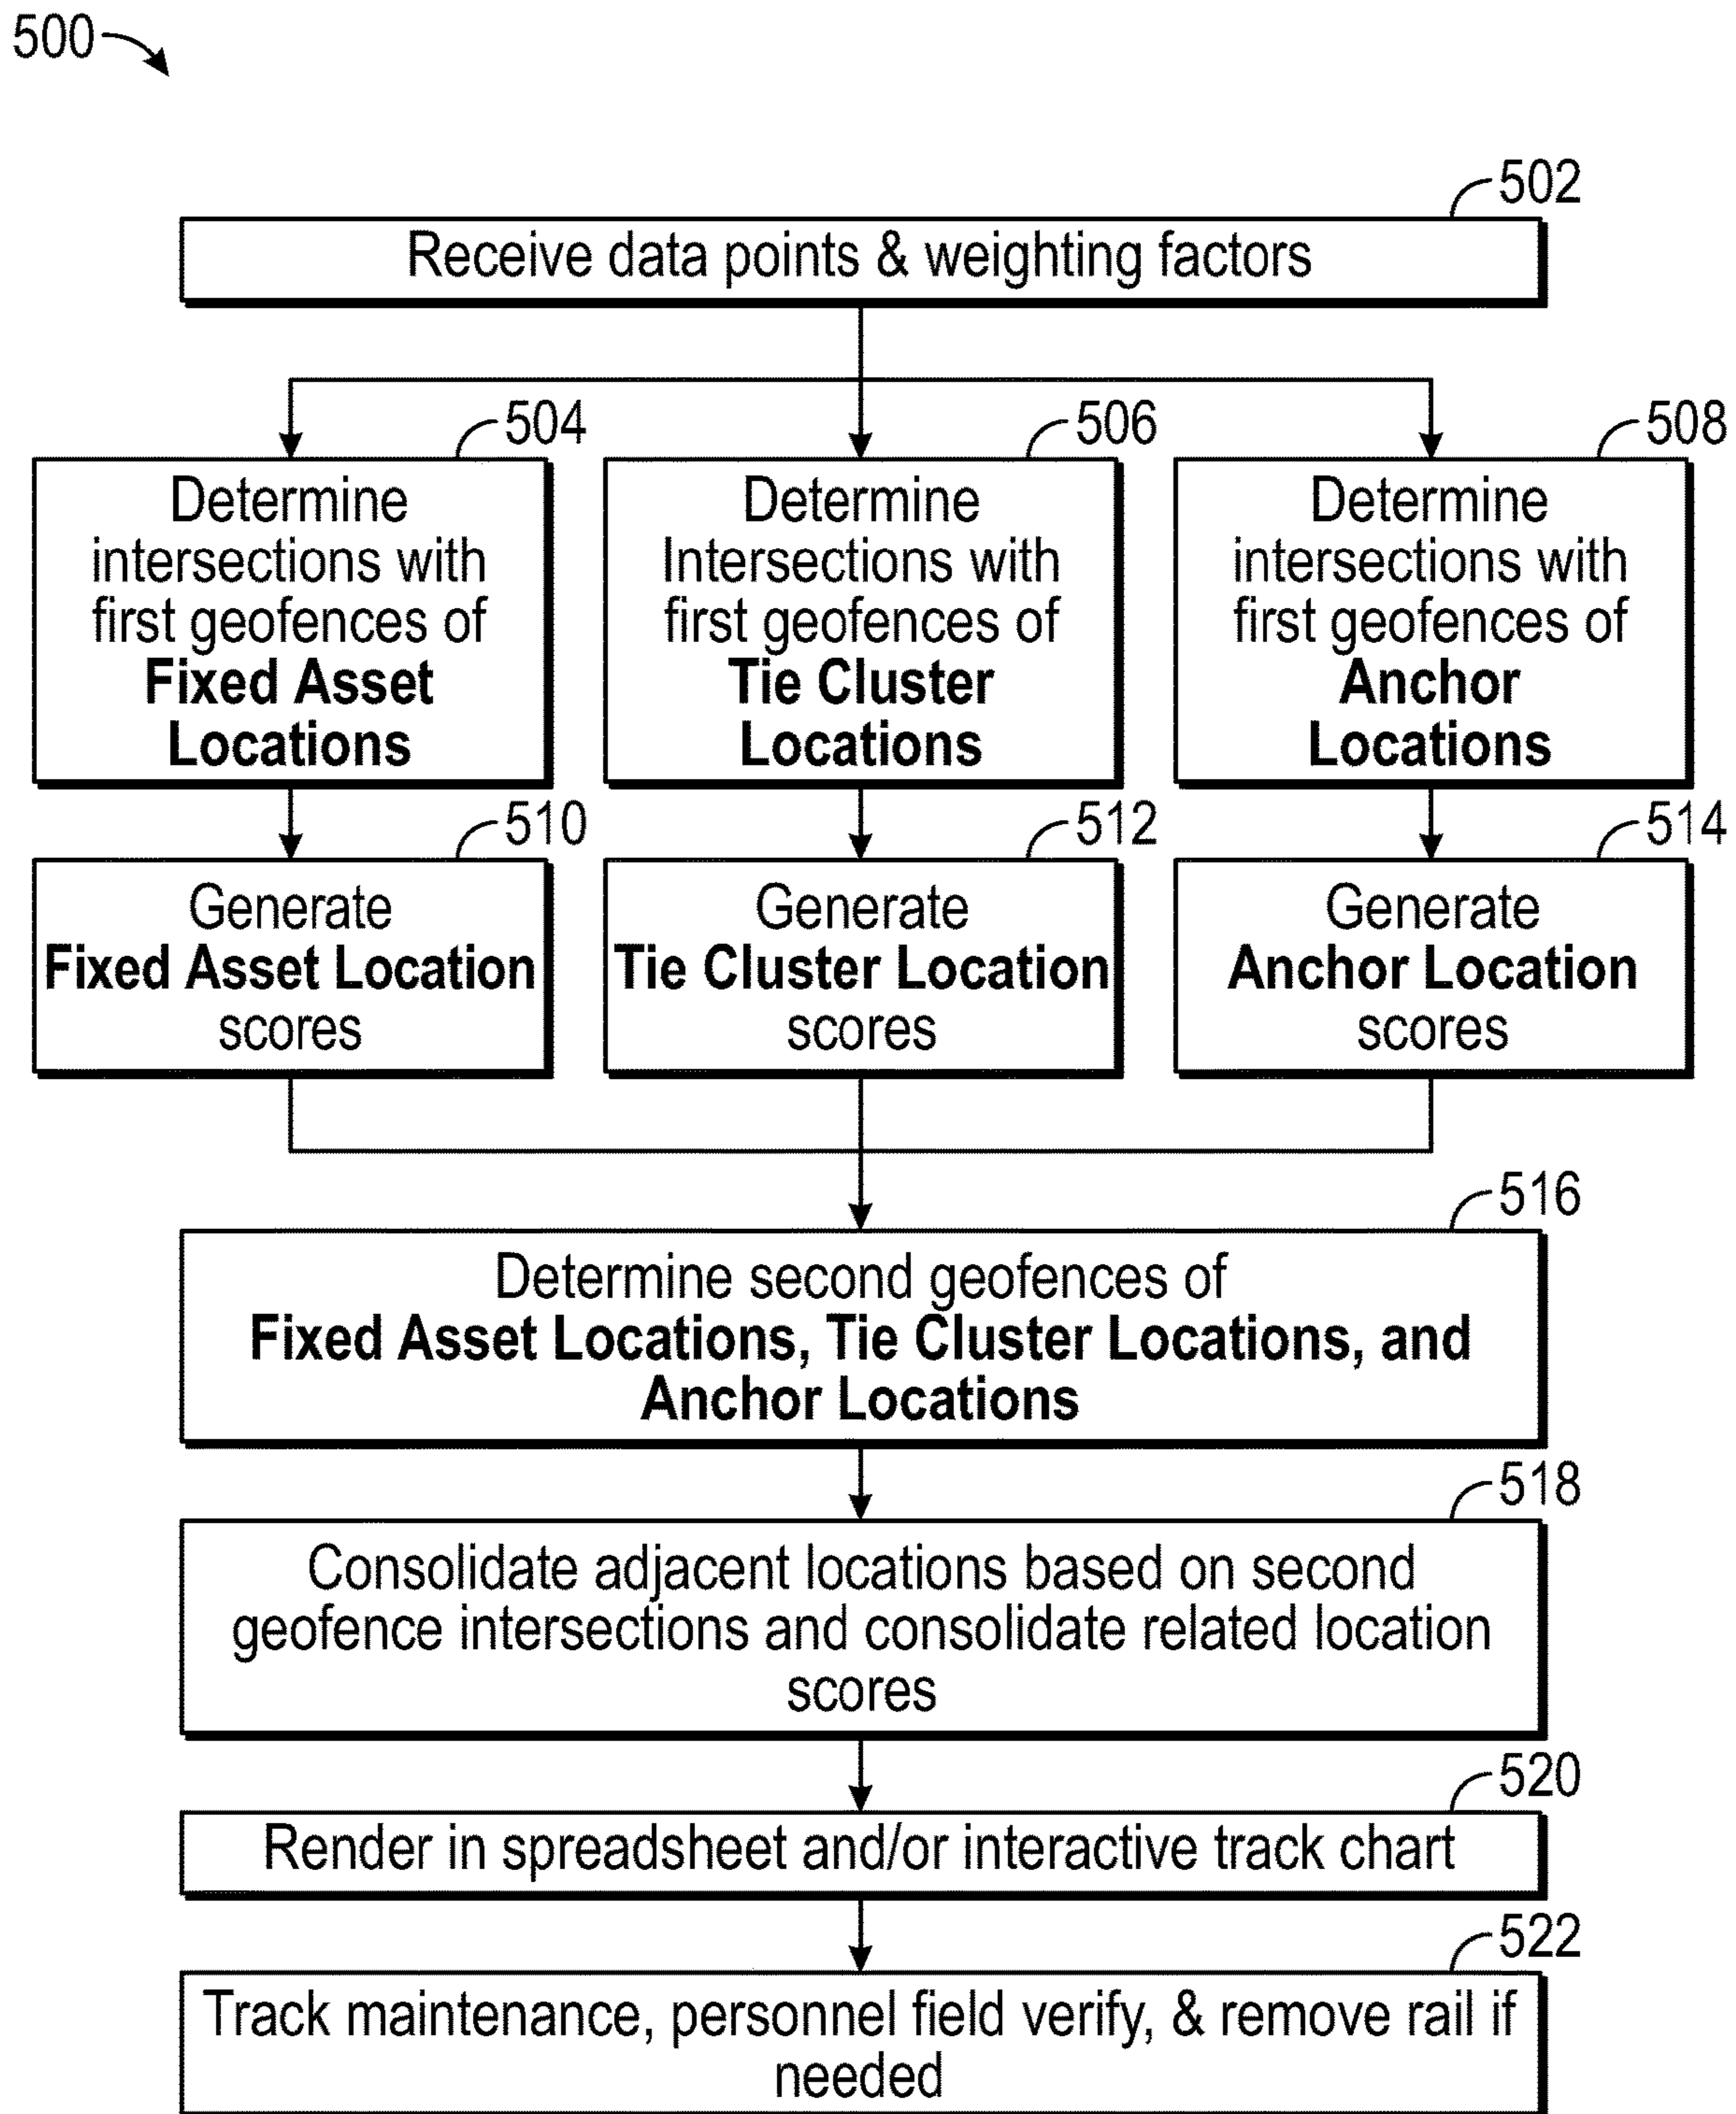 500
502
Receive data points & weighting factors
504
Determine
intersections with
first geofences of
Fixed Asset
Locations
506
Determine
Intersections with
first geofences of
Tie Cluster
Locations
508
Determine
intersections with
first geofences of
Anchor
Locations
510
Generate
Fixed Asset Location
scores
512
Generate
Tie Cluster Location
scores
514
Generate
Anchor Location
scores
516
Determine second geofences of
Fixed Asset Locations, Tie Cluster Locations, and
Anchor Locations
518
Consolidate adjacent locations based on second
geofence intersections and consolidate related location
scores
520
Render in spreadsheet and/or interactive track chart
522
Track maintenance, personnel field verify, & remove rail if
needed